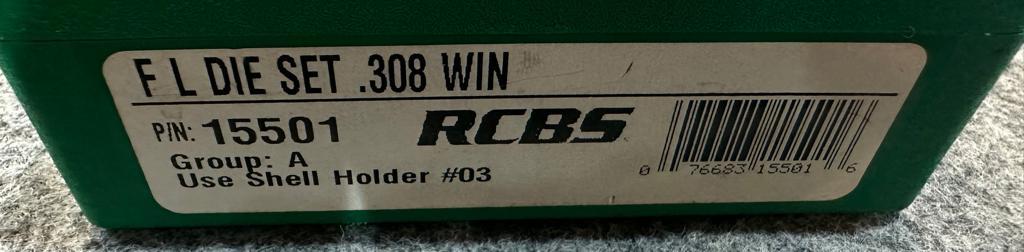 F L DIE SET .308 WIN
P/N: 15501
RCBS
Group: A
Use Shell Holder #03
0 76683 15501 6